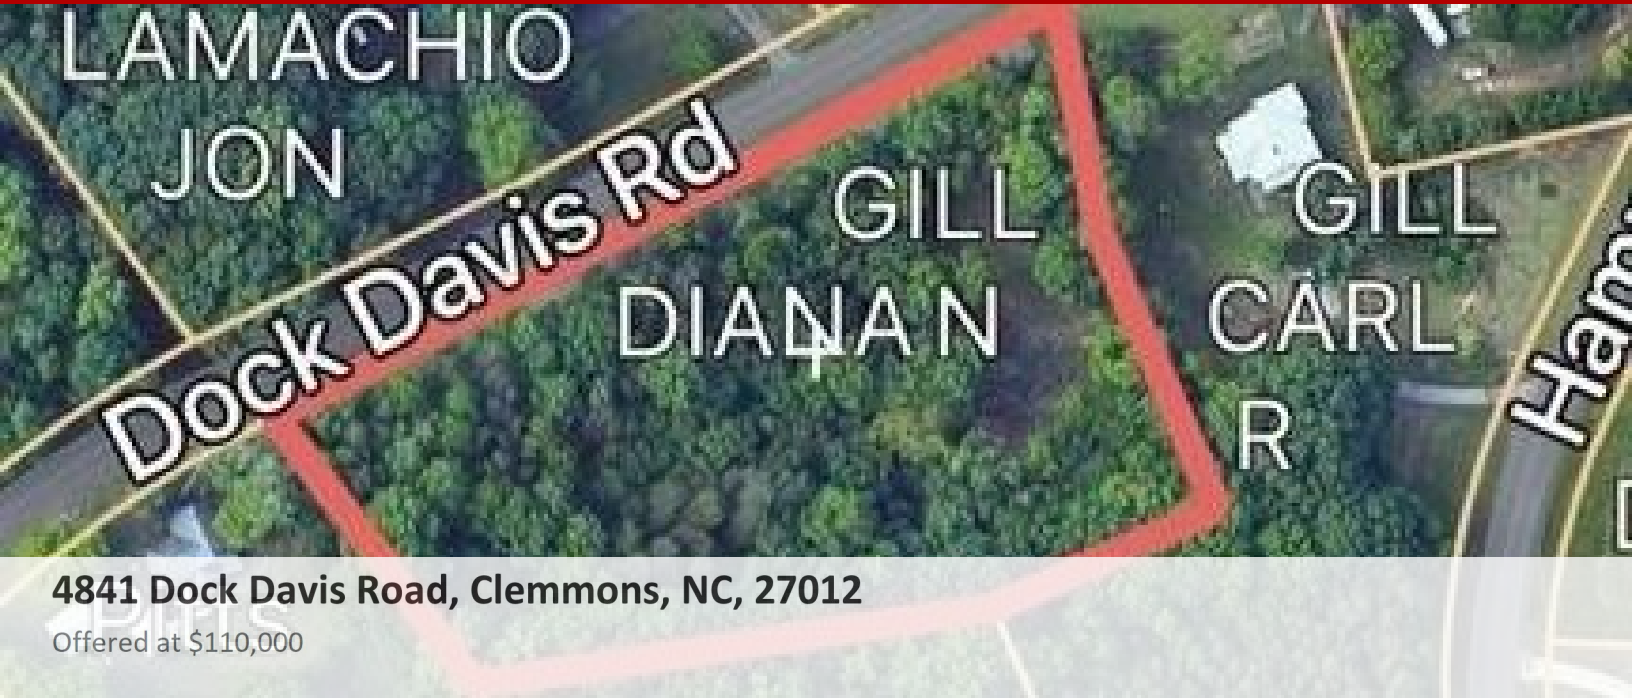 LAMACHIO
JON
Dock Davis Rd
GILL
DIANA N
GILL
CARL
R
4841 Dock Davis Road, Clemmons, NC, 27012
Offered at $110,000